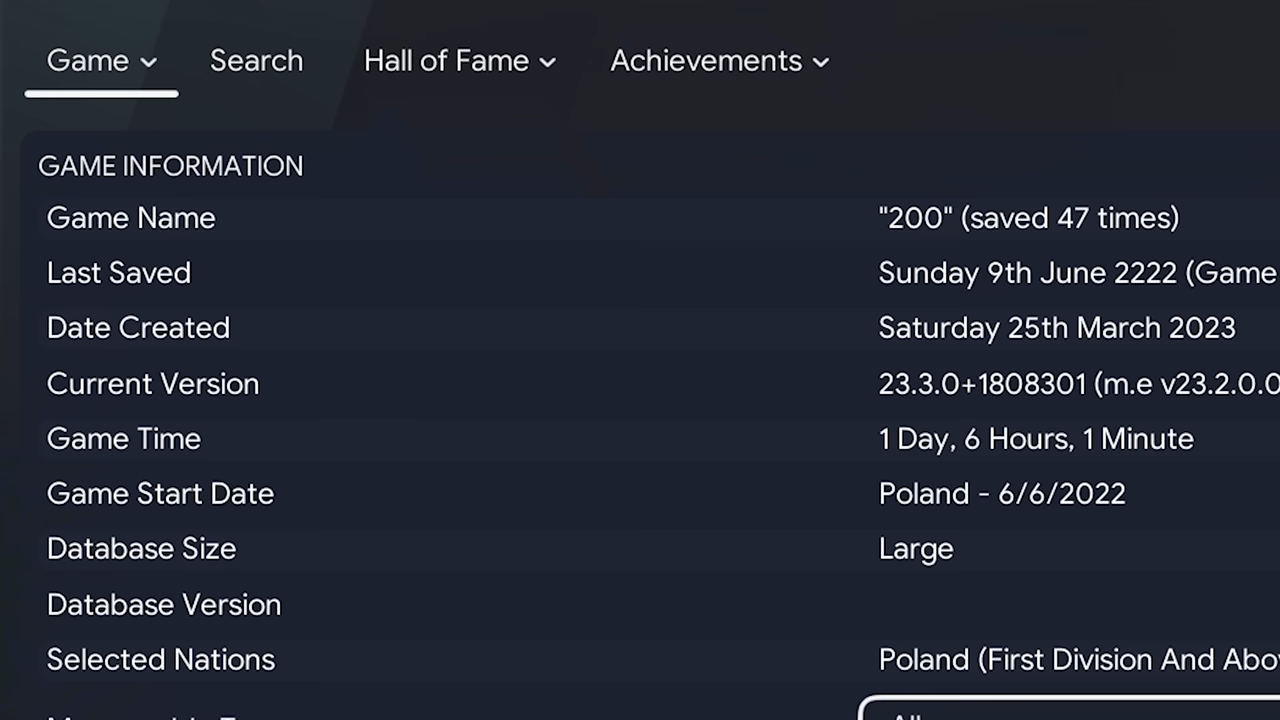 Game Search Hall of Fame Achievements
GAME INFORMATION
Game Name "200" (saved 47 times)
Last Saved Sunday 9th June 2222 (Game
Date Created Saturday 25th March 2023
Current Version 23.3.0+1808301 (m.e v23.2.0.0
Game Time 1 Day, 6 Hours, 1 Minute
Game Start Date Poland - 6/6/2022
Database Size Large
Database Version
Selected Nations Poland (First Division And Abo